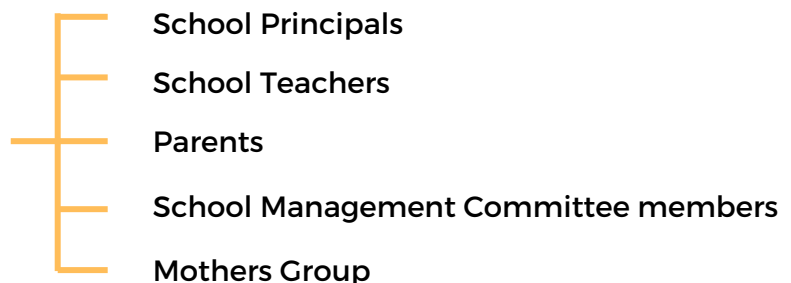 School Principals
School Teachers
Parents
School Management Committee members
Mothers Group